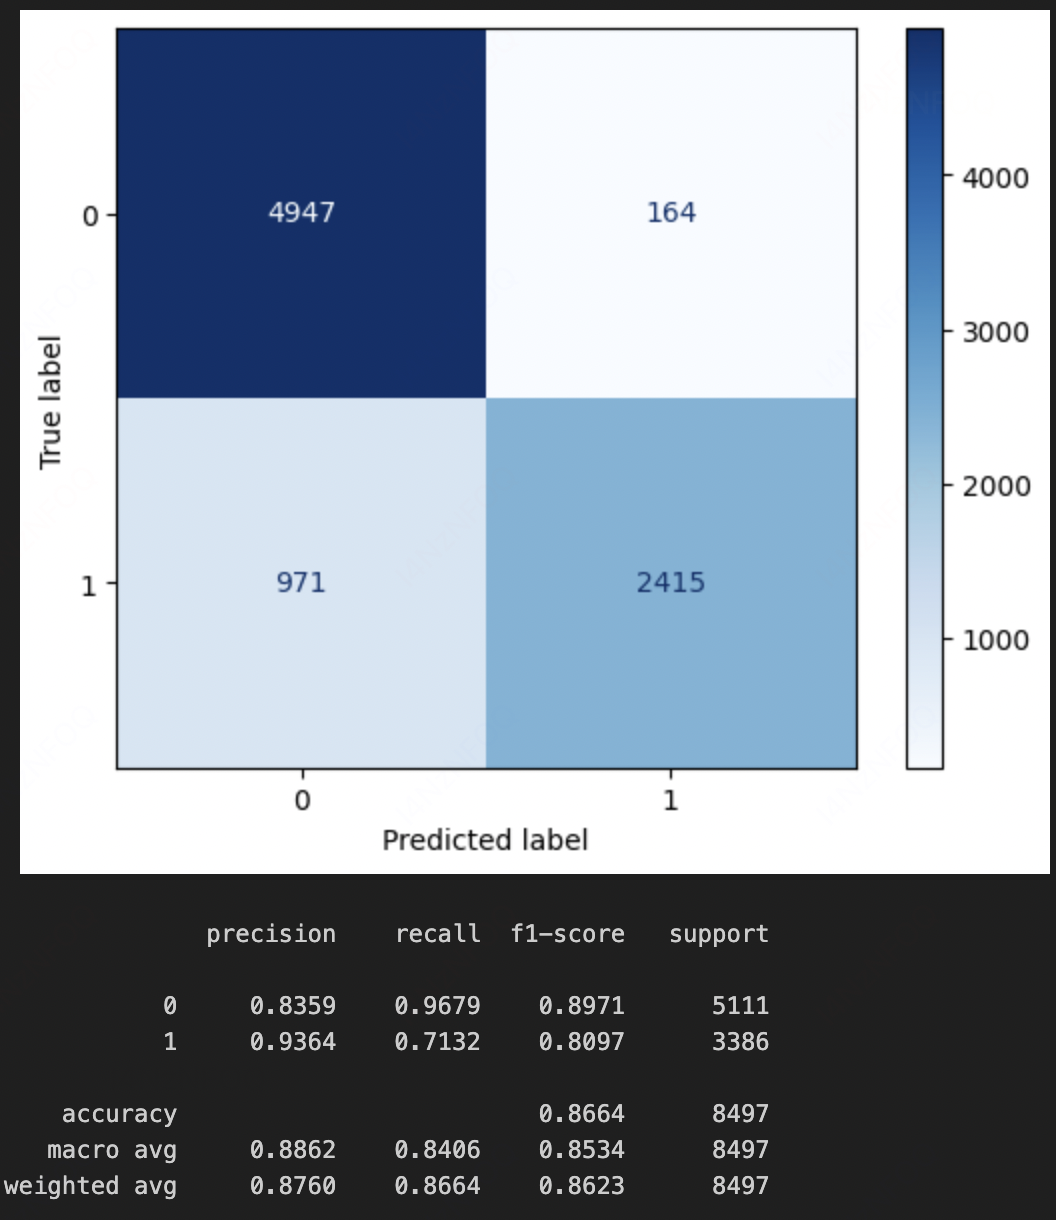 4947 164
0
4000
3000
2000
1000
True label
971 2415
1
0 1
Predicted label
precision recall f1-score support
0 0.8359 0.9679 0.8971 5111
1 0.9364 0.7132 0.8097 3386
accuracy 0.8664 8497
macro avg 0.8862 0.8406 0.8534 8497
weighted avg 0.8760 0.8664 0.8623 8497